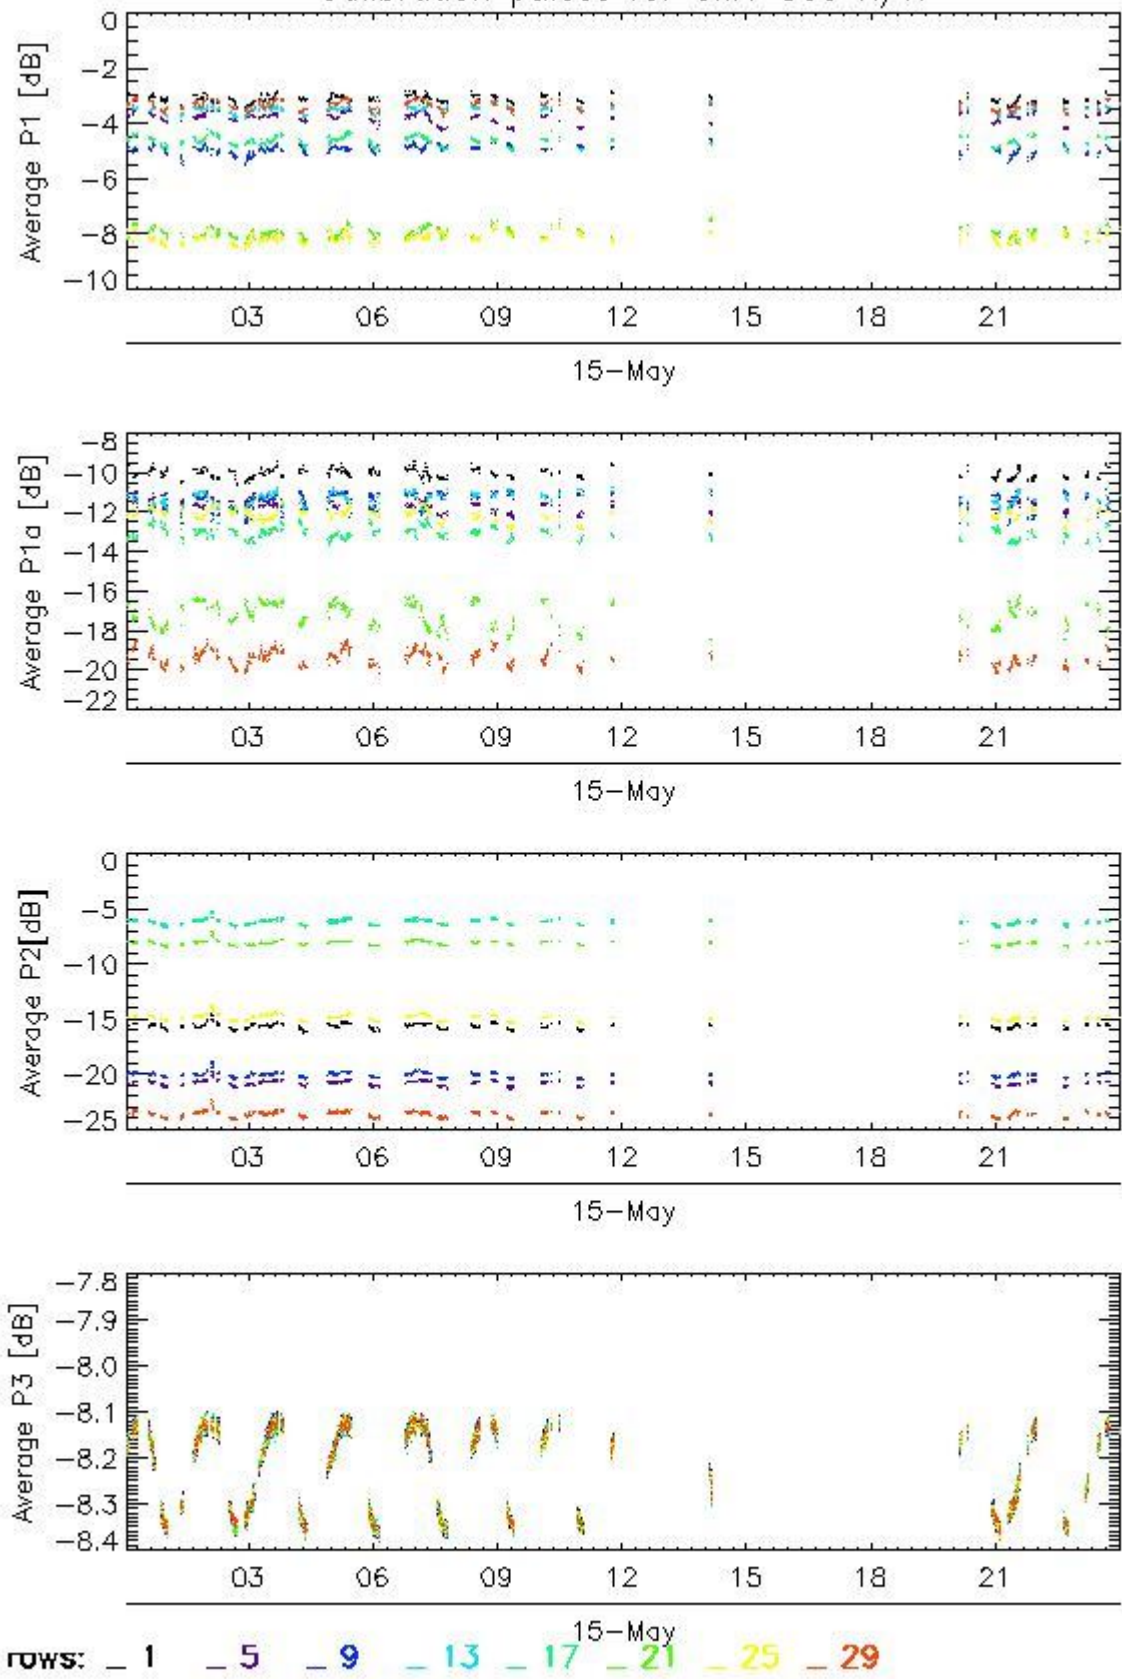 0
Average P1 [dB]
−2
−4
−6
−8
−10
03 06 09 12 15 18 21
15−May
−8
Average P1a [dB]
−10
−12
−14
−16
−18
−20
−22
03 06 09 12 15 18 21
15−May
0
Average P2[dB]
−5
−10
−15
−20
−25
03 06 09 12 15 18 21
15−May
−7.8
Average P3 [dB]
−7.9
−8.0
−8.1
−8.2
−8.3
−8.4
03 06 09 12 15 18 21
15−May
rows: _ 1 _ 5 _ 9 _ 13 _ 17 _ 21 _ 25 _ 29